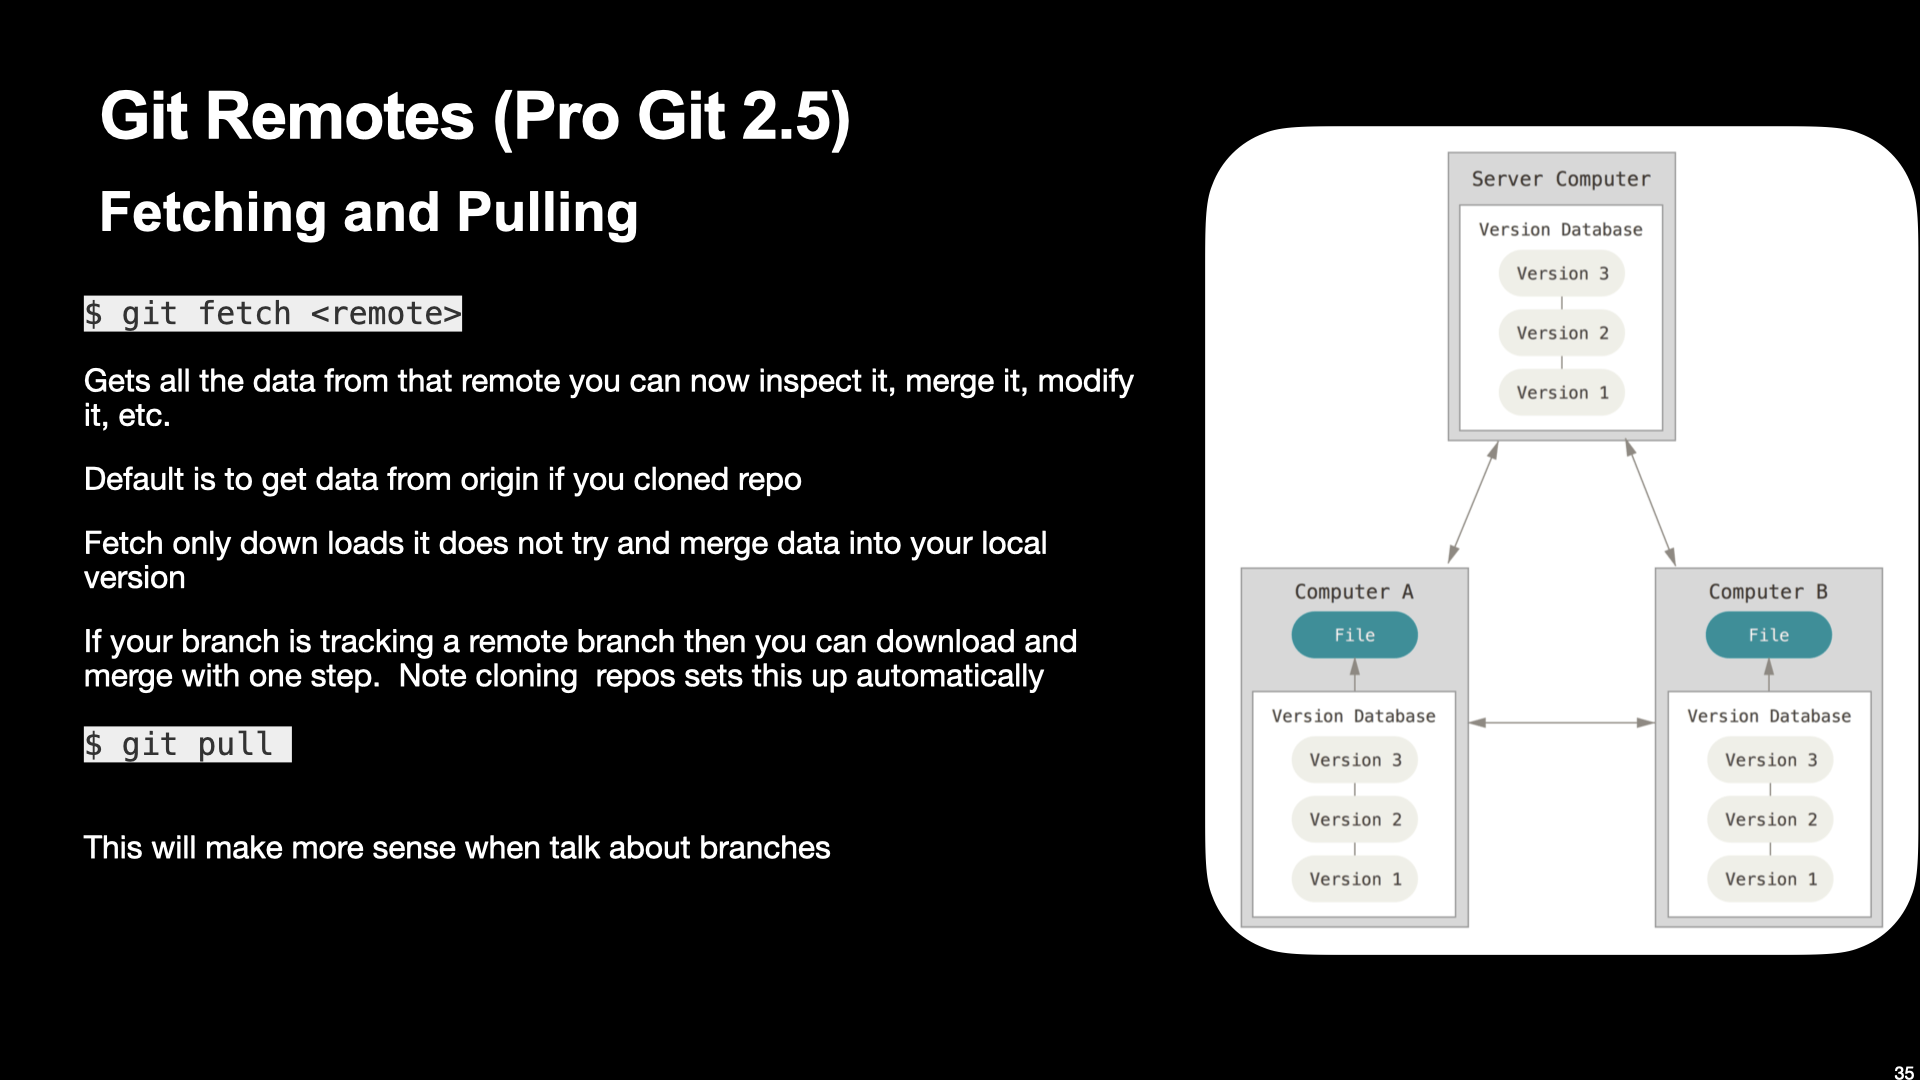 Git Remotes (Pro Git 2.5)
Fetching and Pulling
$ git fetch <remote>
Gets all the data from that remote you can now inspect it, merge it, modify
it, etc.
Default is to get data from origin if you cloned repo
Fetch only down loads it does not try and merge data into your local
version
If your branch is tracking a remote branch then you can download and
merge with one step.  Note cloning  repos sets this up automatically
$ git pull
This will make more sense when talk about branches
Server Computer
Version Database
Version 3
Version 2
Version 1
Computer A
File
Version Database
Version 3
Version 2
Version 1
Computer B
File
Version Database
Version 3
Version 2
Version 1
35